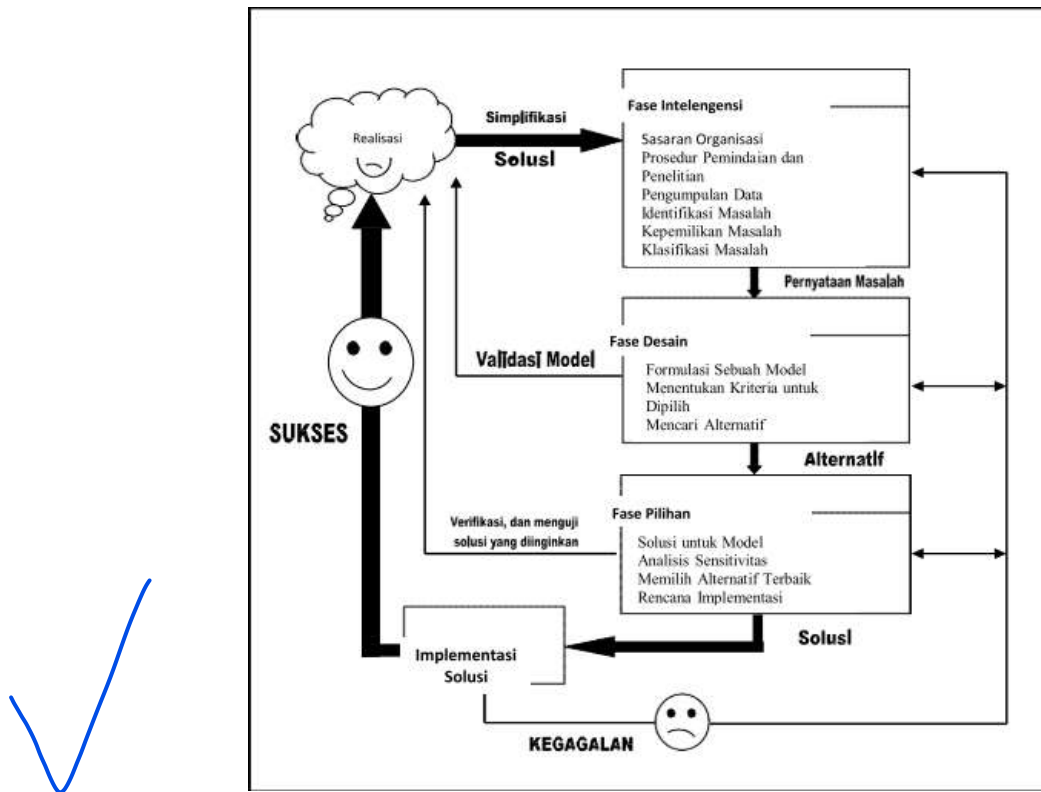 Realisasi
Simplifikasi
Solusi
Fase Intelengensi
Sasaran Organisasi
Prosedur Pemindaian dan
Penelitian
Pengumpulan Data
Identifikasi Masalah
Kepemilikan Masalah
Klasifikasi Masalah
Pernyataan Masalah
Fase Desain
Formulasi Sebuah Model
Menentukan Kriteria untuk
Dipilih
Mencari Alternatif
Validasi Model
SUKSES
Alternatif
Fase Pilihan
Solusi untuk Model
Analisis Sensitivitas
Memilih Alternatif Terbaik
Rencana Implementasi
Verifikasi, dan menguji
solusi yang diinginkan
Solusi
Implementasi
Solusi
KEGAGALAN